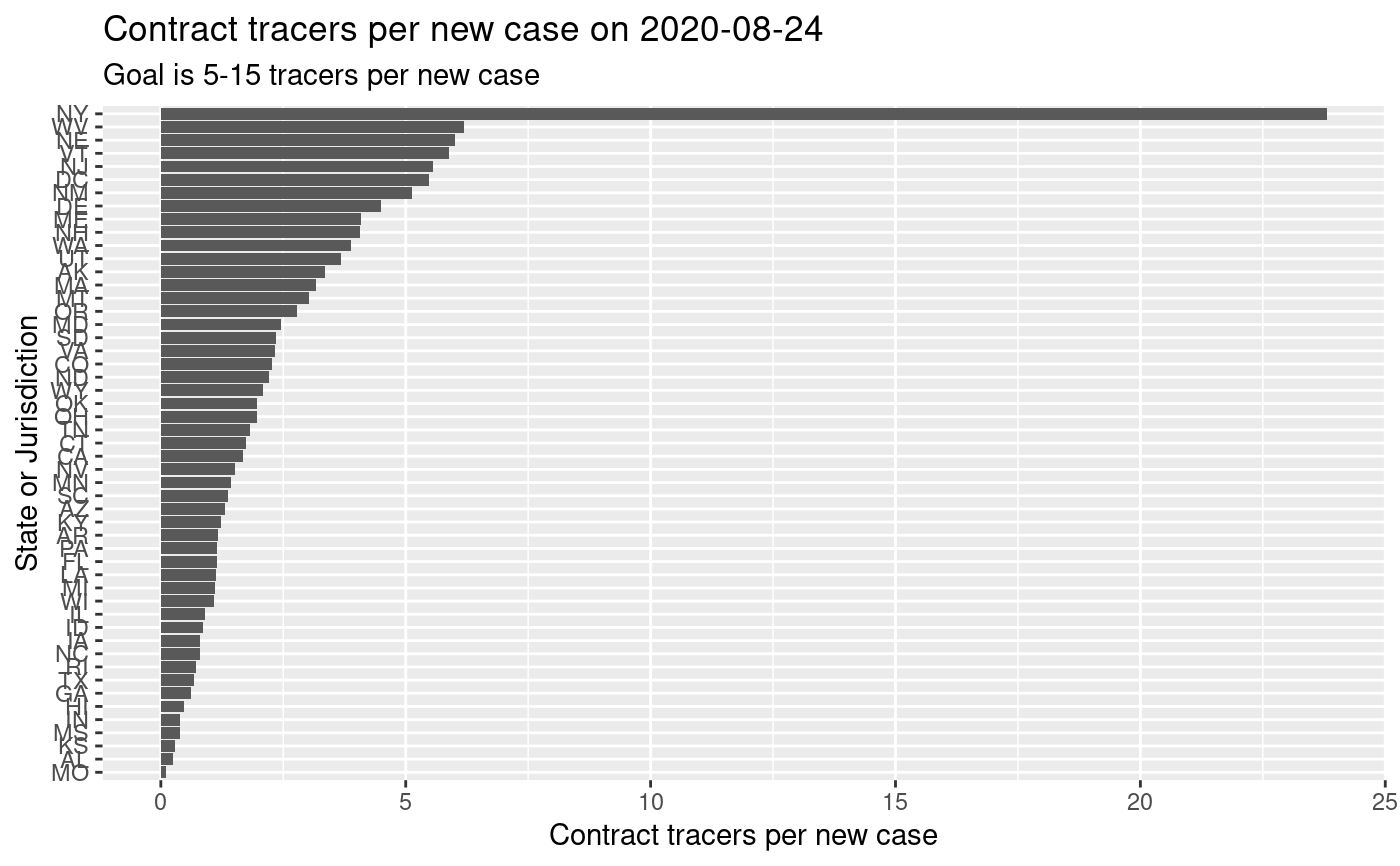 Contract tracers per new case on 2020-08-24
Goal is 5-15 tracers per new case
State or Jurisdiction
NY
WV
NE
VT
NJ
DC
NM
DE
ME
NH
WA
UT
AK
MA
MT
OR
MD
SD
VA
CO
ND
WY
OK
OH
TN
CT
CA
NV
MN
SC
AZ
KY
AR
PA
FL
LA
MI
WI
IL
ID
IA
NC
RI
TX
GA
HI
IN
MS
KS
AL
MO
0 5 10 15 20 25
Contract tracers per new case